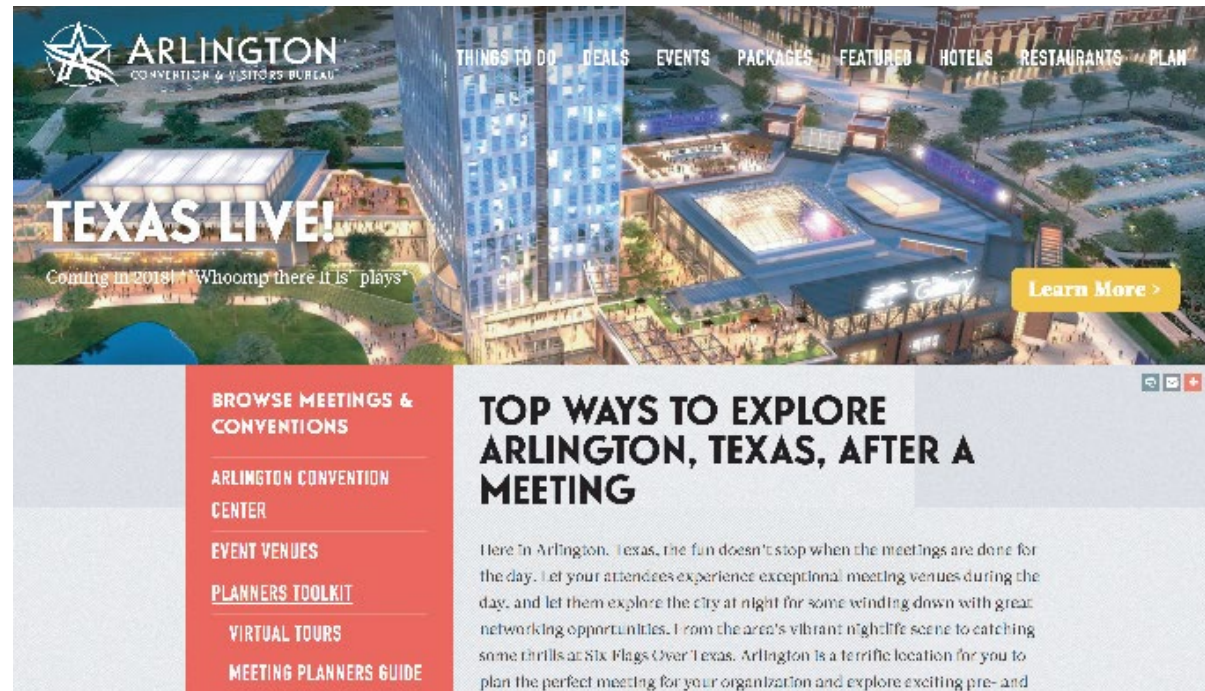 ARLINGTON
CONVENTION & VISITORS BUREAU
THINGS TO DO DEALS EVENTS PACKAGES FEATURED HOTELS RESTAURANTS PLAN
TEXAS LIVE!
Coming in 2018! *"Whoomp there it is" plays*
Learn More >
BROWSE MEETINGS &
CONVENTIONS
ARLINGTON CONVENTION
CENTER
EVENT VENUES
PLANNERS TOOLKIT
VIRTUAL TOURS
MEETING PLANNERS GUIDE
TOP WAYS TO EXPLORE
ARLINGTON, TEXAS, AFTER A
MEETING
Here in Arlington, Texas, the fun doesn't stop when the meetings are done for
the day. Let your attendees experience exceptional meeting venues during the
day, and let them explore the city at night for some winding down with great
networking opportunities. From the area's vibrant nightlife scene to catching
some thrills at Six Flags Over Texas, Arlington is a terrific location for you to
plan the perfect meeting for your organization and explore exciting pre- and